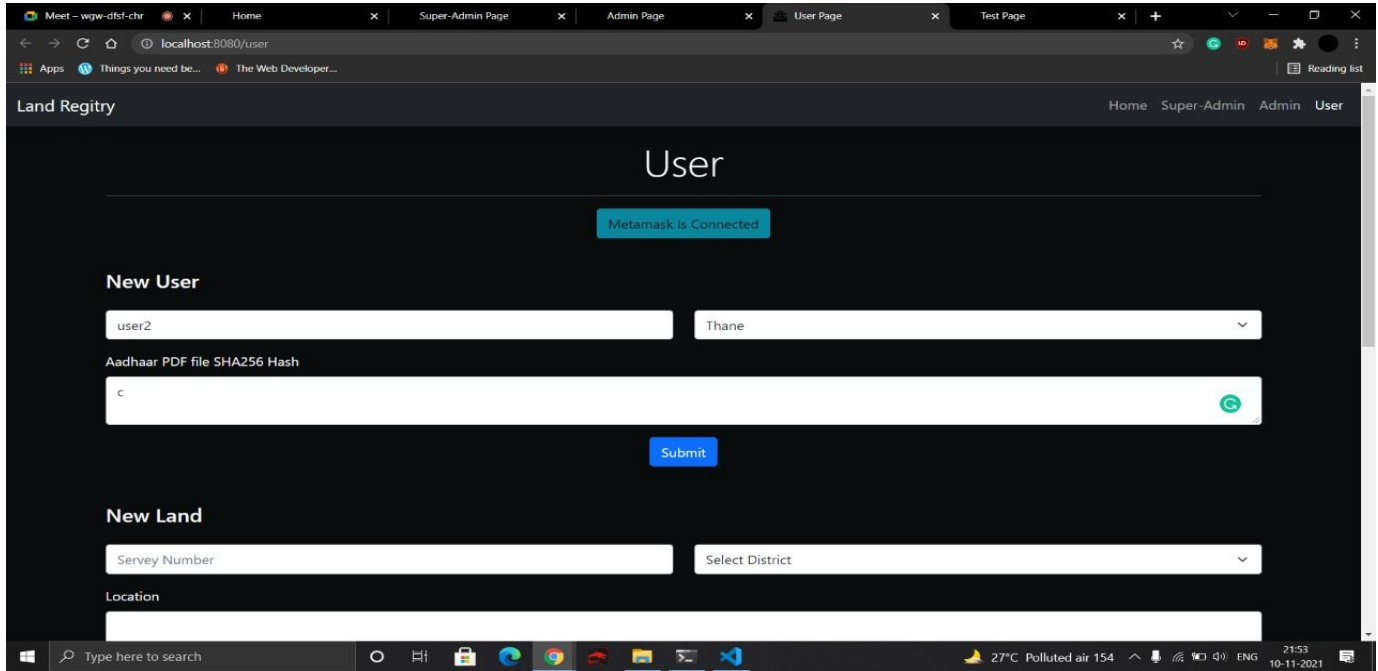 Meet – wgw-dfsf-chr Home Super-Admin Page Admin Page User Page Test Page
localhost:8080/user
Apps Things you need be... The Web Developer... Reading list
Land Regitry Home Super-Admin Admin User
User
Metamask Is Connected
New User
user2 Thane
Aadhaar PDF file SHA256 Hash
c
Submit
New Land
Servey Number Select District
Location
Type here to search 27°C Polluted air 154 ENG 21:53
10-11-2021